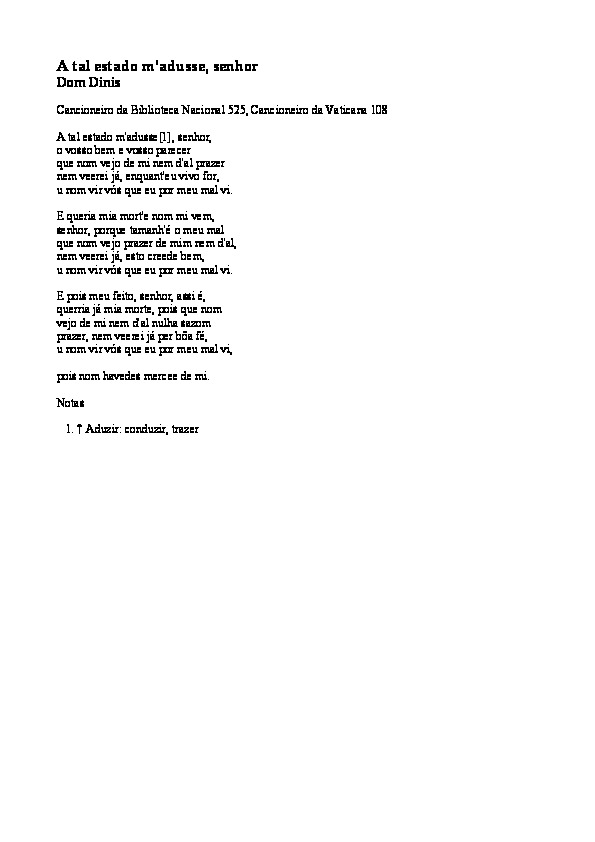 A tal estado m'adusse, senhor
Dom Dinis
Cancioneiro da Biblioteca Nacional 525, Cancioneiro da Vaticana 108
A tal estado m'adusse[1], senhor,
o vosso bem e vosso parecer
que nom vejo de mi nem d'al prazer
nem veerei já, enquant'eu vivo for,
u nom vir vós que eu por meu mal vi.
E queria mia mort'e nom mi vem,
senhor, porque tamanh'é o meu mal
que nom vejo prazer de mim nem d'al,
nem veerei já, esto creede bem,
u nom vir vós que eu por meu mal vi.
E pois meu feito, senhor, assi é,
querria já mia morte, pois que nom
vejo de mi nem d'al nulha sazom
prazer, nem veerei já per bõa fé,
u nom vir vós que eu por meu mal vi,
pois nom havedes mercee de mi.
Notas
1. ↑ Aduzir: conduzir, trazer